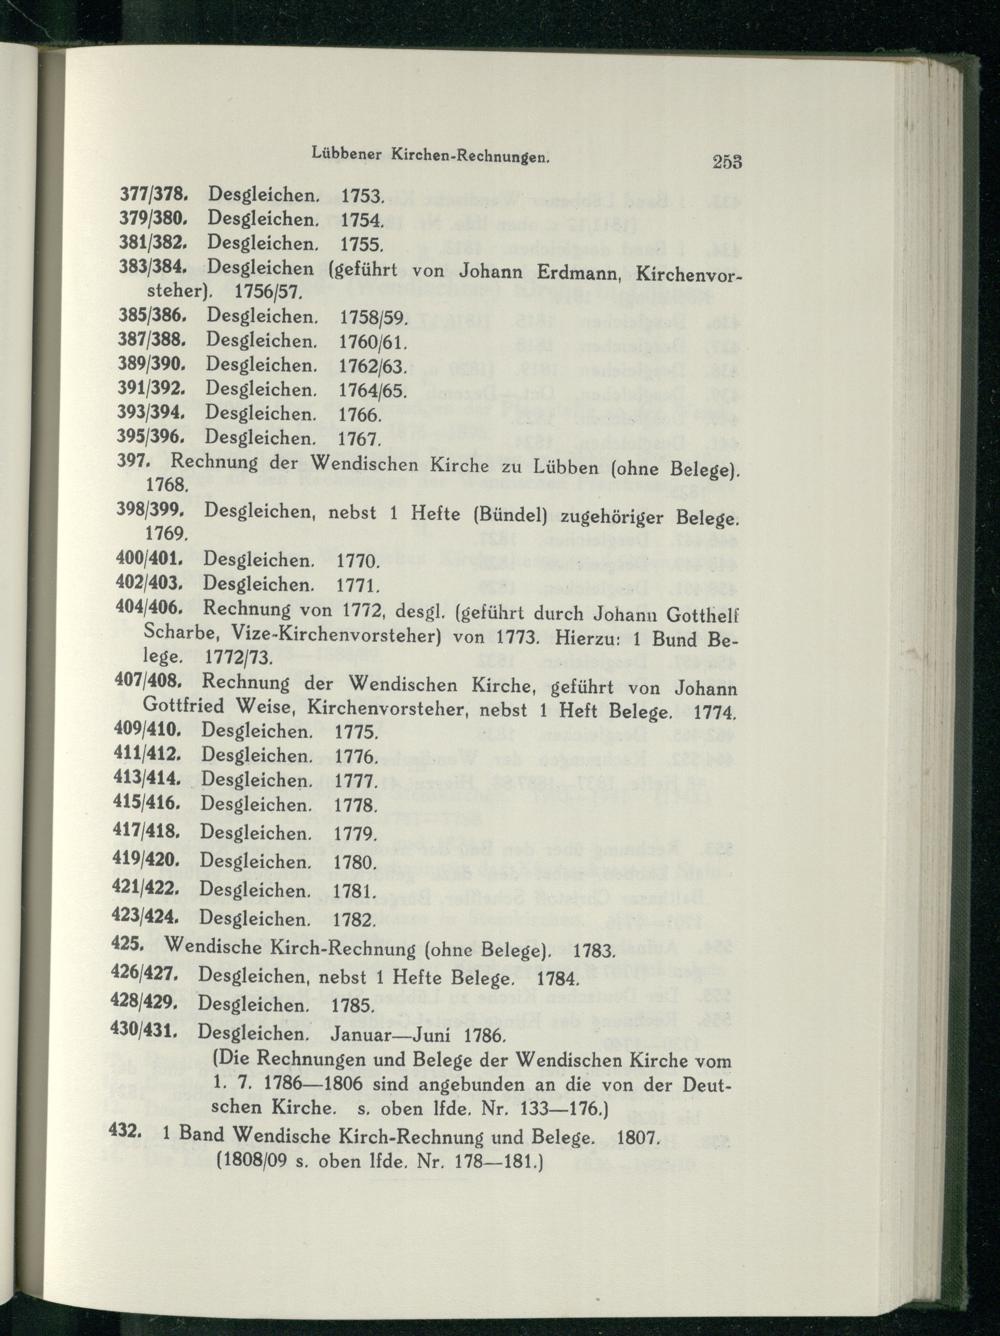 Lübbener Kirchen-Rechnungen.
253
377/378. Desgleichen. 1753.
379/380. Desgleichen. 1754.
381/382. Desgleichen. 1755.
383/384. Desgleichen (geführt von Johann Erdmann, Kirchenvor-
steher). 1756/57.
385/386. Desgleichen. 1758/59.
387/388. Desgleichen. 1760/61.
389/390. Desgleichen. 1762/63.
391/392. Desgleichen. 1764/65.
393/394. Desgleichen. 1766.
395/396. Desgleichen. 1767.
397. Rechnung der Wendischen Kirche zu Lübben (ohne Belege).
1768.
398/399. Desgleichen, nebst 1 Hefte (Bündel) zugehöriger Belege.
1769.
400/401. Desgleichen. 1770.
402/403. Desgleichen. 1771.
404/406. Rechnung von 1772, desgl. (geführt durch Johann Gotthelf
Scharbe, Vize-Kirchenvorsteher) von 1773. Hierzu: 1 Bund Be-
lege. 1772/73.
407/408. Rechnung der Wendischen Kirche, geführt von Johann
Gottfried Weise, Kirchenvorsteher, nebst 1 Heft Belege. 1774.
409/410. Desgleichen. 1775.
411/412. Desgleichen. 1776.
413/414. Desgleichen. 1777.
415/416. Desgleichen. 1778.
417/418. Desgleichen. 1779.
419/420. Desgleichen. 1780.
421/422. Desgleichen. 1781.
423/424. Desgleichen. 1782.
425. Wendische Kirch-Rechnung (ohne Belege). 1783.
426/427. Desgleichen, nebst 1 Hefte Belege. 1784.
428/429. Desgleichen. 1785.
430/431. Desgleichen. Januar—Juni 1786.
(Die Rechnungen und Belege der Wendischen Kirche vom
1. 7. 1786—1806 sind angebunden an die von der Deut-
schen Kirche. s. oben lfde. Nr. 133—176.)
432. 1 Band Wendische Kirch-Rechnung und Belege. 1807.
(1808/09 s. oben lfde. Nr. 178—181.)